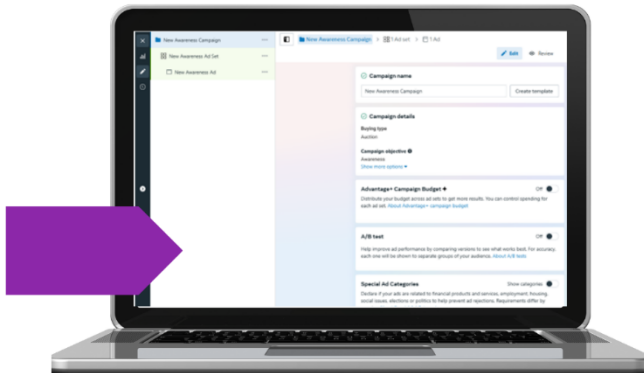 New Awareness Campaign
New Awareness Ad Set
New Awareness Ad
New Awareness Campaign > 1 Ad set > 1 Ad
Edit Review
Campaign name
New Awareness Campaign
Create template
Campaign details
Buying type
Auction
Campaign objective
Awareness
Show more options
Advantage+ Campaign Budget
Off
Distribute your budget across ad sets to get more results. You can control spending for
each ad set. About Advantage+ campaign budget
A/B test
Off
Help improve ad performance by comparing versions to see what works best. For accuracy,
each one will be shown to separate groups of your audience. About A/B tests
Special Ad Categories
Show categories
Declare if your ads are related to financial products and services, employment, housing,
social issues, elections or politics to help prevent ad rejections. Requirements differ by